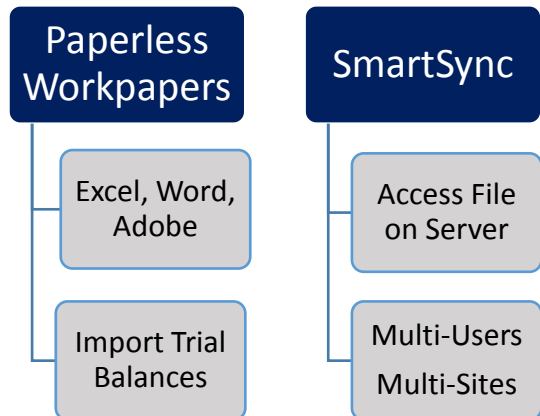 Paperless
Workpapers
Excel, Word,
Adobe
Import Trial
Balances
SmartSync
Access File
on Server
Multi-Users
Multi-Sites